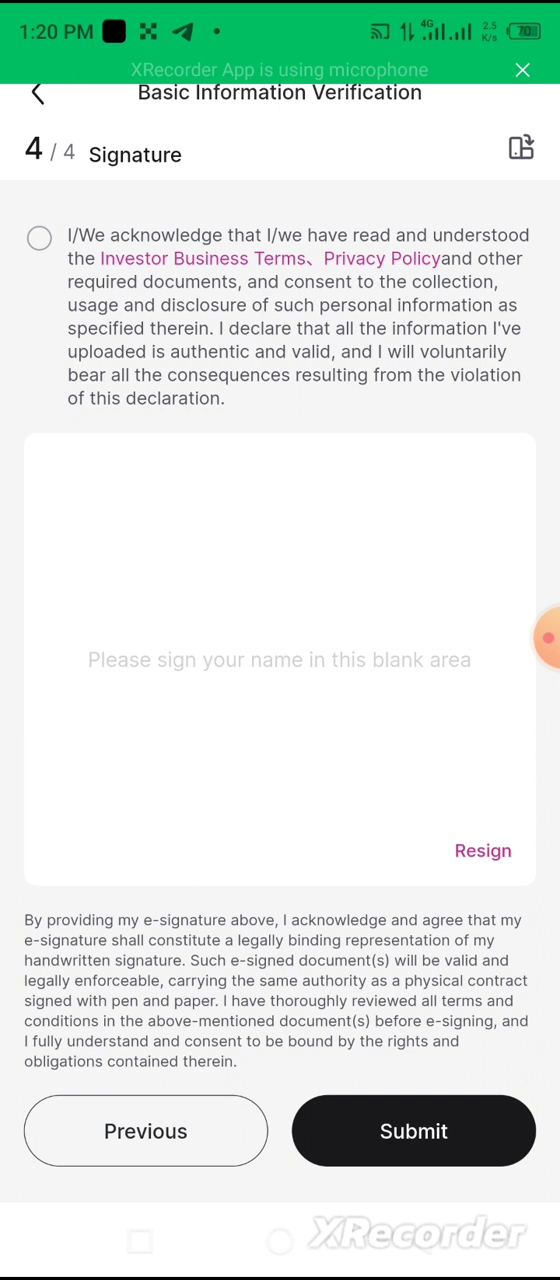 1:20 PM 4G 2.5 K/s 70
XRecorder App is using microphone
Basic Information Verification
4 / 4 Signature
I/We acknowledge that I/we have read and understood
the Investor Business Terms、Privacy Policyand other
required documents, and consent to the collection,
usage and disclosure of such personal information as
specified therein. I declare that all the information I've
uploaded is authentic and valid, and I will voluntarily
bear all the consequences resulting from the violation
of this declaration.
Please sign your name in this blank area
Resign
By providing my e-signature above, I acknowledge and agree that my
e-signature shall constitute a legally binding representation of my
handwritten signature. Such e-signed document(s) will be valid and
legally enforceable, carrying the same authority as a physical contract
signed with pen and paper. I have thoroughly reviewed all terms and
conditions in the above-mentioned document(s) before e-signing, and
I fully understand and consent to be bound by the rights and
obligations contained therein.
Previous Submit
XRecorder